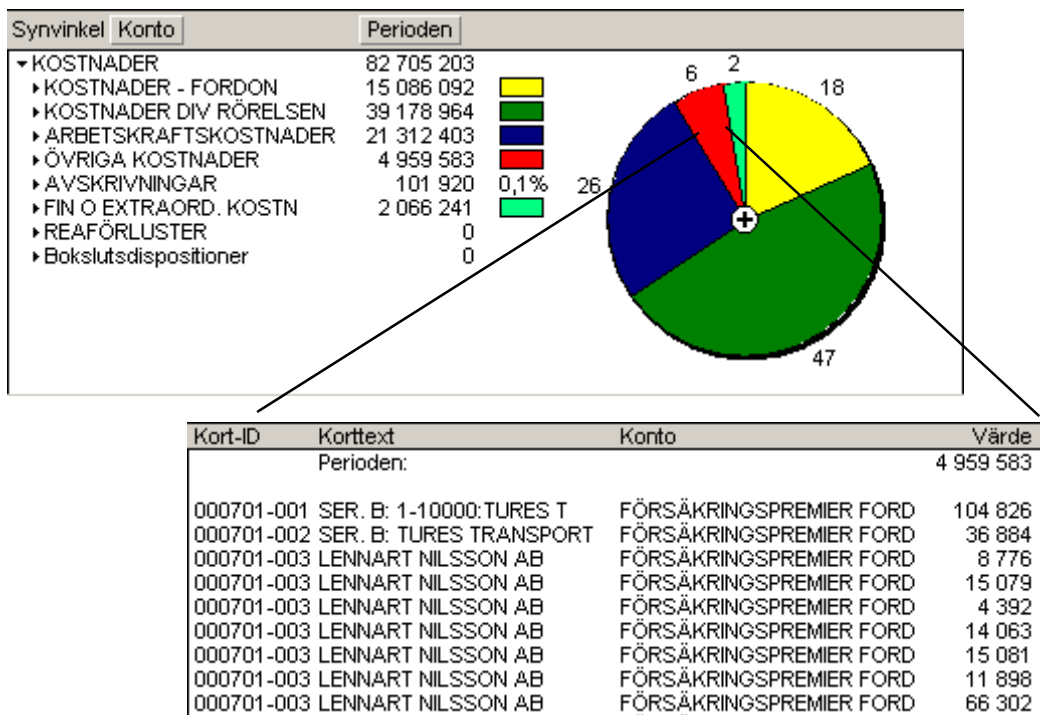 Synvinkel Konto Perioden
KOSTNADER 82 705 203
KOSTNADER - FORDON 15 086 092
KOSTNADER DIV RÖRELSEN 39 178 964
ARBETSKRAFTSKOSTNADER 21 312 403
ÖVRIGA KOSTNADER 4 959 583
AVSKRIVNINGAR 101 920 0,1%
FIN O EXTRAORD. KOSTN 2 066 241
REAFÖRLUSTER 0
Bokslutsdispositioner 0
6 2 18
26
47
Kort-ID Korttext Konto Värde
Perioden: 4 959 583
000701-001 SER. B: 1-10000:TURES T FÖRSÄKRINGSPREMIER FORD 104 826
000701-002 SER. B: TURES TRANSPORT FÖRSÄKRINGSPREMIER FORD 36 884
000701-003 LENNART NILSSON AB FÖRSÄKRINGSPREMIER FORD 8 776
000701-003 LENNART NILSSON AB FÖRSÄKRINGSPREMIER FORD 15 079
000701-003 LENNART NILSSON AB FÖRSÄKRINGSPREMIER FORD 4 392
000701-003 LENNART NILSSON AB FÖRSÄKRINGSPREMIER FORD 14 063
000701-003 LENNART NILSSON AB FÖRSÄKRINGSPREMIER FORD 15 081
000701-003 LENNART NILSSON AB FÖRSÄKRINGSPREMIER FORD 11 898
000701-003 LENNART NILSSON AB FÖRSÄKRINGSPREMIER FORD 66 302